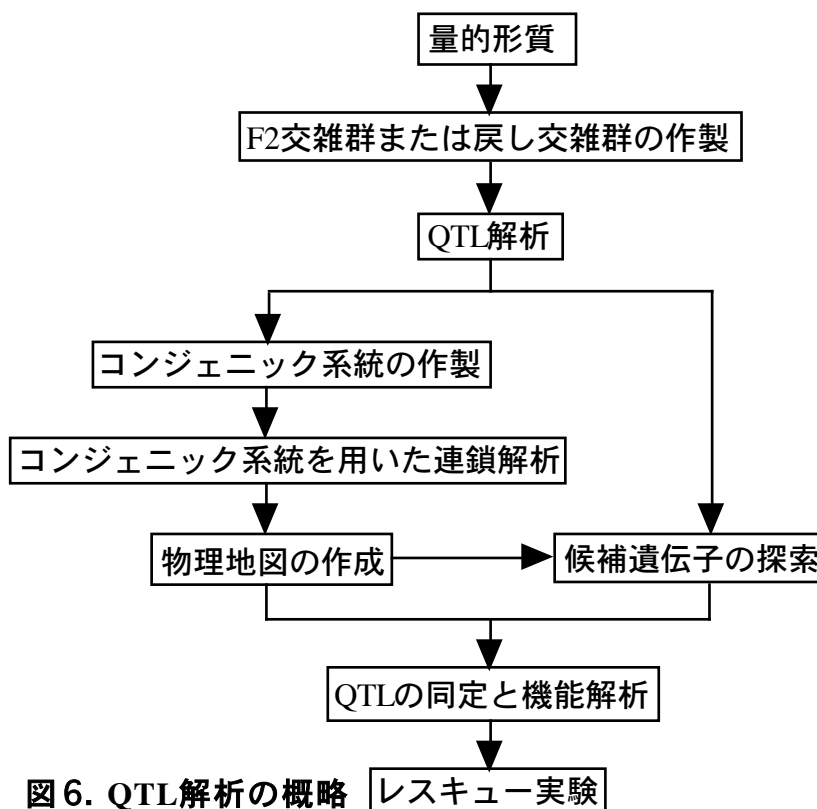 量的形質
F2交雑群または戻し交雑群の作製
QTL解析
コンジェニック系統の作製
コンジェニック系統を用いた連鎖解析
物理地図の作成
候補遺伝子の探索
QTLの同定と機能解析
レスキュー実験
図6. QTL解析の概略